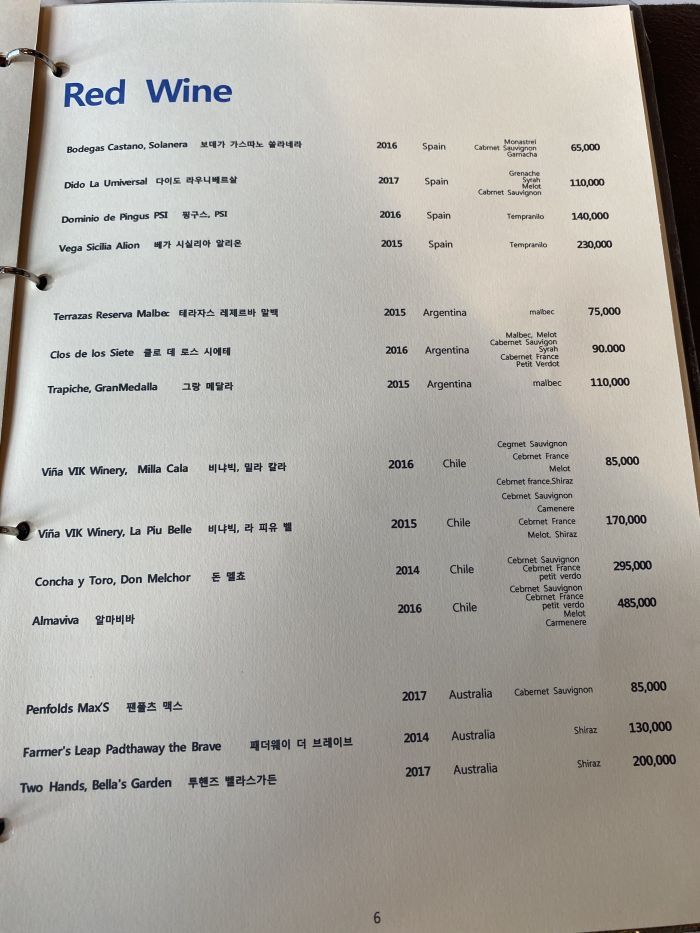 Red Wine
Bodegas Castano, Solanera 보데가 가스따노 쏠라네라 2016 Spain Monastrel 65,000
Cabrnet Sauvignon
Garnacha
Dido La Universal 다이도 라우니베르살 2017 Spain Grenache 110,000
Syrah
Melot
Cabrnet Sauvignon
Dominio de Pingus PSI 핑구스, PSI 2016 Spain Tempranilo 140,000
Vega Sicilia Alion 베가 시실리아 알리온 2015 Spain Tempranilo 230,000
Terrazas Reserva Malbec 테라자스 레제르바 말백 2015 Argentina malbec 75,000
Clos de los Siete 클로 데 로스 시에테 2016 Argentina Malbec, Melot 90.000
Cabernet Sauvigon
Syrah
Cabernet France
Petit Verdot
Trapiche, GranMedalla 그랑 메달라 2015 Argentina malbec 110,000
Viña VIK Winery, Milla Cala 비냐빅, 밀라 칼라 2016 Chile Cegrnet Sauvignon 85,000
Cebrnet France
Melot
Cebrnet france.Shiraz
Viña VIK Winery, La Piu Belle 비냐빅, 라 피유 벨 2015 Chile Cebrnet Sauvignon 170,000
Camenere
Cebrnet France
Melot, Shiraz
Concha y Toro, Don Melchor 돈 멜쵸 2014 Chile Cebrnet Sauvignon 295,000
Cebrnet France
petit verdo
Almaviva 알마비바 2016 Chile Cebrnet Sauvignon 485,000
Cebrnet France
petit verdo
Melot
Carmenere
Penfolds Max'S 팬폴츠 맥스 2017 Australia Cabernet Sauvignon 85,000
Farmer's Leap Padthaway the Brave 패더웨이 더 브레이브 2014 Australia Shiraz 130,000
Two Hands, Bella's Garden 투핸즈 벨라스가든 2017 Australia Shiraz 200,000
6